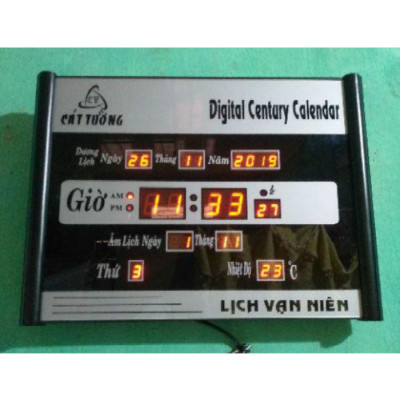 CV
CÁT TƯỜNG
Digital Century Calendar
Dương Lịch Ngày 26 Tháng 11 Năm 2019
Giờ AM PM 11 33 27
Âm Lịch Ngày 1 Tháng 11
Thứ 3 Nhiệt Độ 23 °C
LỊCH VẠN NIÊN